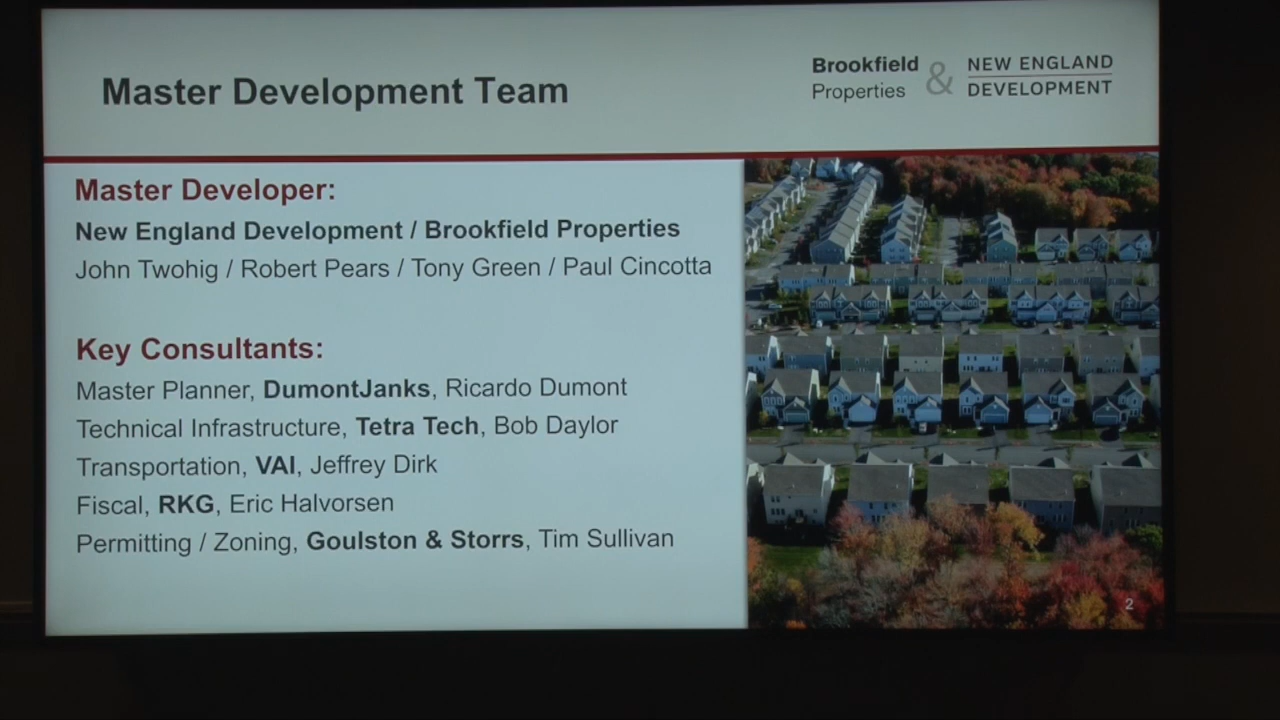 Master Development Team
Brookfield
Properties
&
NEW ENGLAND
DEVELOPMENT
Master Developer:
New England Development / Brookfield Properties
John Twohig / Robert Pears / Tony Green / Paul Cincotta
Key Consultants:
Master Planner, DumontJanks, Ricardo Dumont
Technical Infrastructure, Tetra Tech, Bob Daylor
Transportation, VAI, Jeffrey Dirk
Fiscal, RKG, Eric Halvorsen
Permitting / Zoning, Goulston & Storrs, Tim Sullivan
2